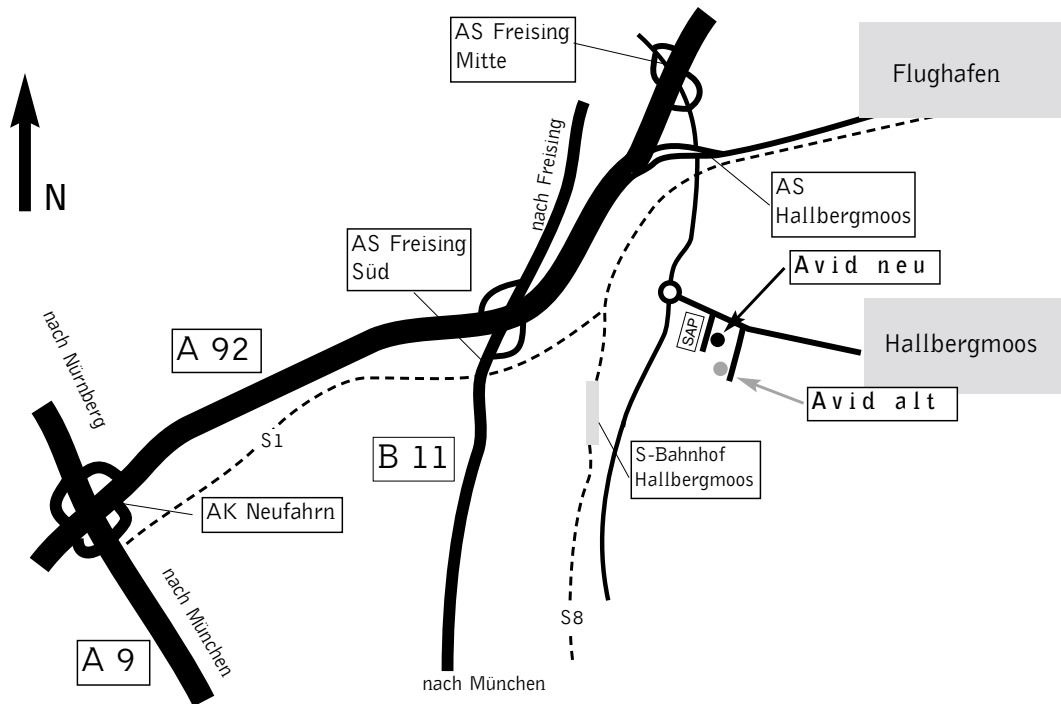 AS Freising
Mitte
Flughafen
N
nach Freising
AS
Hallbergmoos
AS Freising
Süd
Avid neu
nach Nürnberg
A 92
SAP
Hallbergmoos
Avid alt
S1
B 11
S-Bahnhof
Hallbergmoos
AK Neufahrn
nach München
S8
A 9
nach München